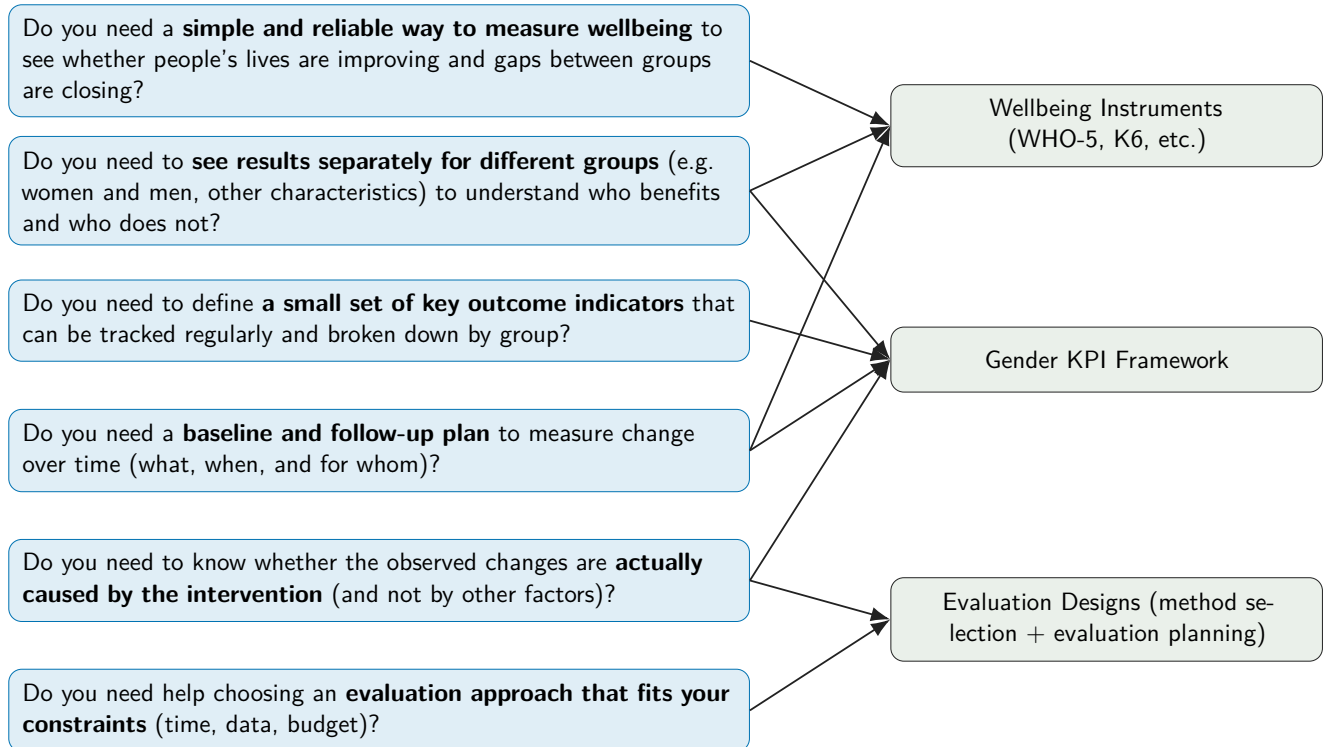 Do you need a simple and reliable way to measure wellbeing to
see whether people's lives are improving and gaps between groups
are closing?
Do you need to see results separately for different groups (e.g.
women and men, other characteristics) to understand who benefits
and who does not?
Do you need to define a small set of key outcome indicators that
can be tracked regularly and broken down by group?
Do you need a baseline and follow-up plan to measure change
over time (what, when, and for whom)?
Do you need to know whether the observed changes are actually
caused by the intervention (and not by other factors)?
Do you need help choosing an evaluation approach that fits your
constraints (time, data, budget)?
Wellbeing Instruments
(WHO-5, K6, etc.)
Gender KPI Framework
Evaluation Designs (method se-
lection + evaluation planning)